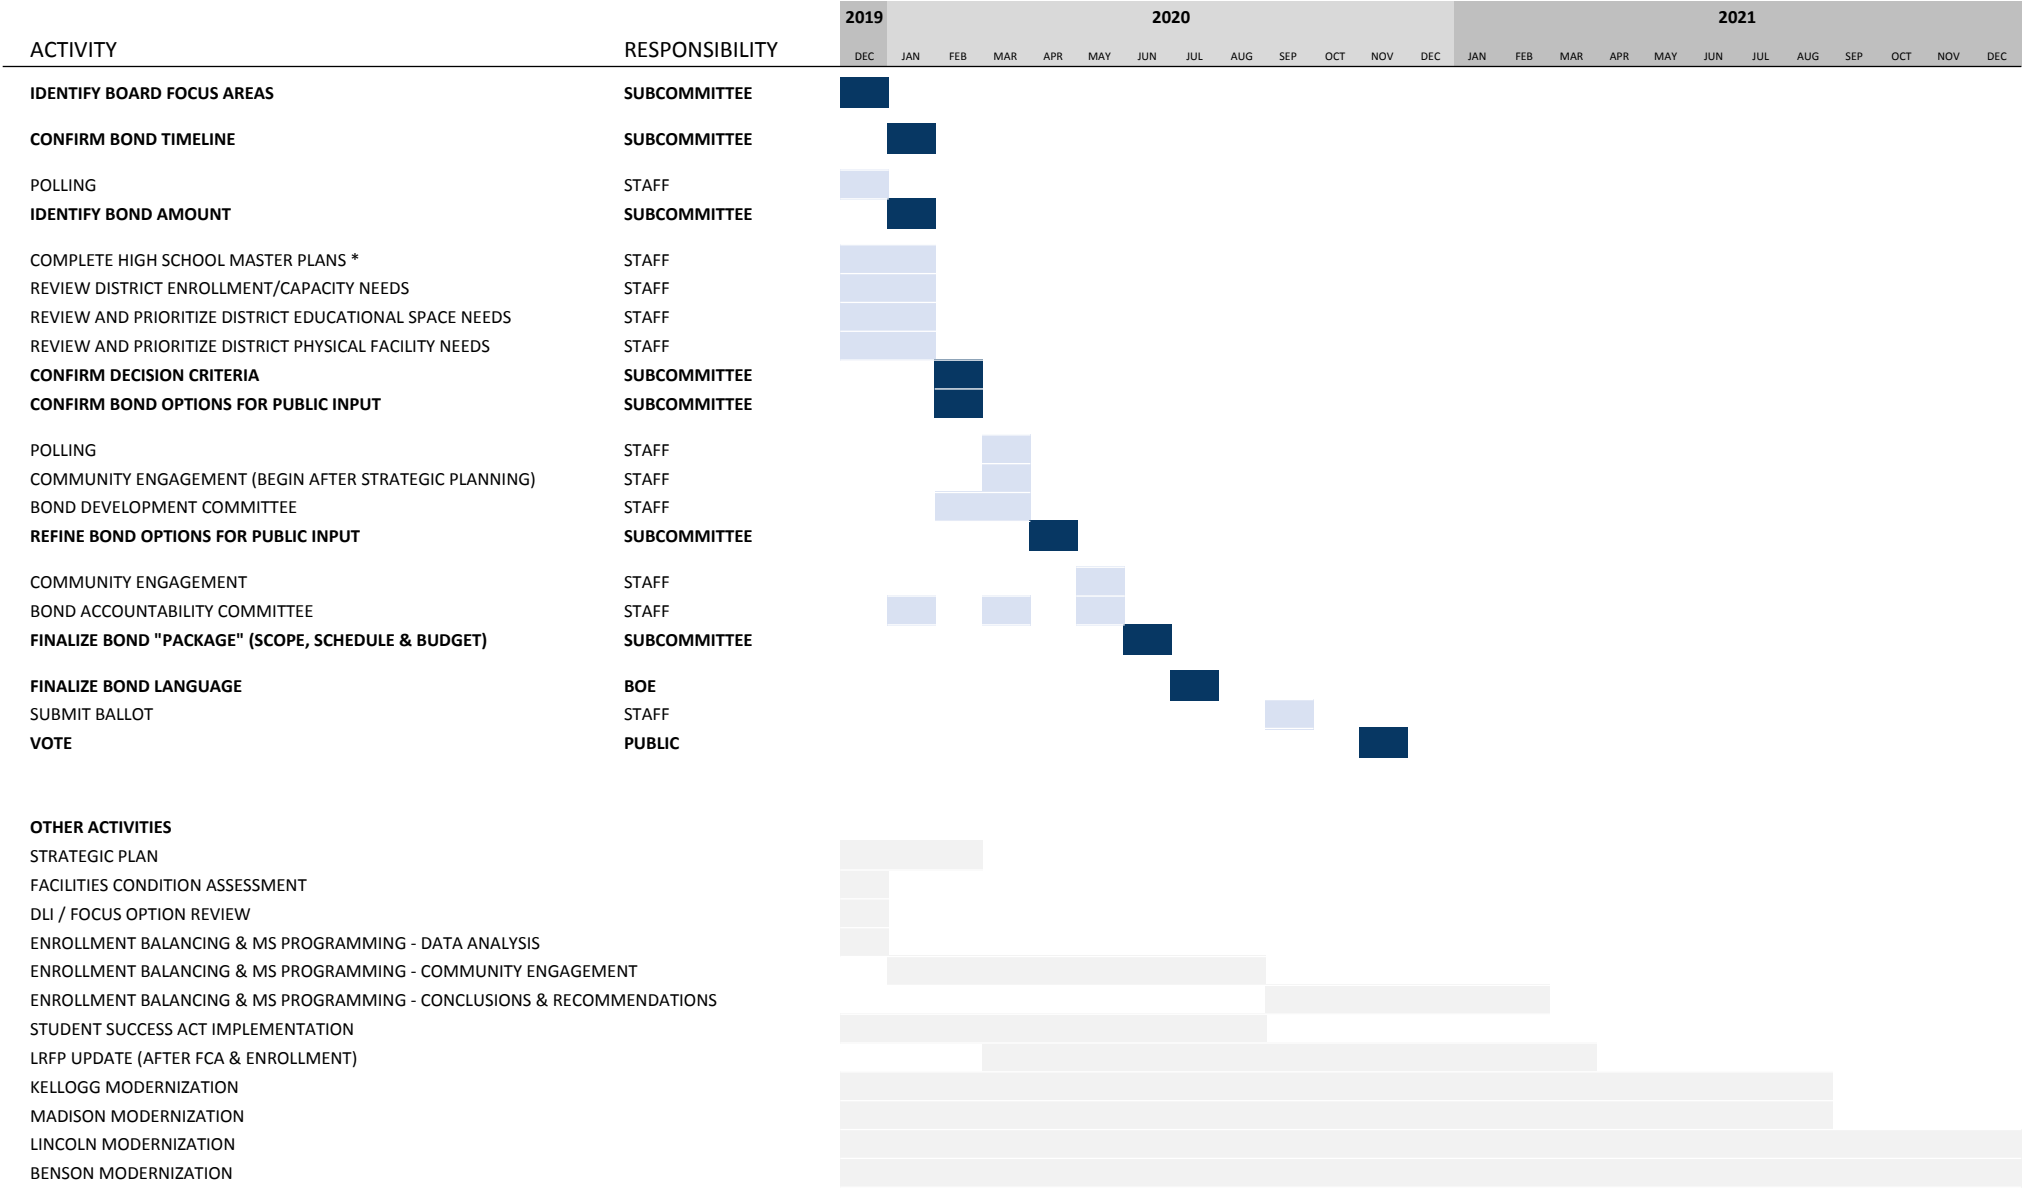 2019 2020 2021
ACTIVITY RESPONSIBILITY DEC JAN FEB MAR APR MAY JUN JUL AUG SEP OCT NOV DEC JAN FEB MAR APR MAY JUN JUL AUG SEP OCT NOV DEC
IDENTIFY BOARD FOCUS AREAS SUBCOMMITTEE
CONFIRM BOND TIMELINE SUBCOMMITTEE
POLLING STAFF
IDENTIFY BOND AMOUNT SUBCOMMITTEE
COMPLETE HIGH SCHOOL MASTER PLANS * STAFF
REVIEW DISTRICT ENROLLMENT/CAPACITY NEEDS STAFF
REVIEW AND PRIORITIZE DISTRICT EDUCATIONAL SPACE NEEDS STAFF
REVIEW AND PRIORITIZE DISTRICT PHYSICAL FACILITY NEEDS STAFF
CONFIRM DECISION CRITERIA SUBCOMMITTEE
CONFIRM BOND OPTIONS FOR PUBLIC INPUT SUBCOMMITTEE
POLLING STAFF
COMMUNITY ENGAGEMENT (BEGIN AFTER STRATEGIC PLANNING) STAFF
BOND DEVELOPMENT COMMITTEE STAFF
REFINE BOND OPTIONS FOR PUBLIC INPUT SUBCOMMITTEE
COMMUNITY ENGAGEMENT STAFF
BOND ACCOUNTABILITY COMMITTEE STAFF
FINALIZE BOND "PACKAGE" (SCOPE, SCHEDULE & BUDGET) SUBCOMMITTEE
FINALIZE BOND LANGUAGE BOE
SUBMIT BALLOT STAFF
VOTE PUBLIC
OTHER ACTIVITIES
STRATEGIC PLAN
FACILITIES CONDITION ASSESSMENT
DLI / FOCUS OPTION REVIEW
ENROLLMENT BALANCING & MS PROGRAMMING - DATA ANALYSIS
ENROLLMENT BALANCING & MS PROGRAMMING - COMMUNITY ENGAGEMENT
ENROLLMENT BALANCING & MS PROGRAMMING - CONCLUSIONS & RECOMMENDATIONS
STUDENT SUCCESS ACT IMPLEMENTATION
LRFP UPDATE (AFTER FCA & ENROLLMENT)
KELLOGG MODERNIZATION
MADISON MODERNIZATION
LINCOLN MODERNIZATION
BENSON MODERNIZATION